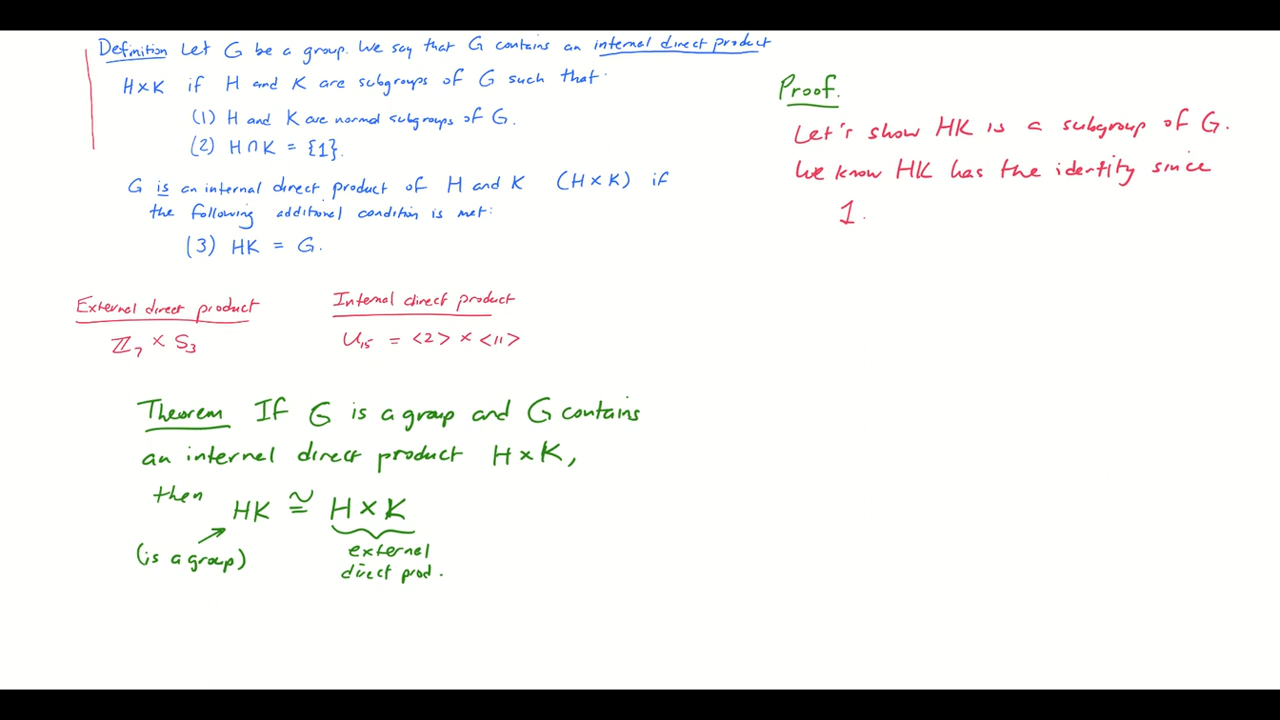 Definition Let G be a group. We say that G contains an internal direct product
H×K if H and K are subgroups of G such that:
(1) H and K are normal subgroups of G.
(2) H∩K = {1}.
G is an internal direct product of H and K (H×K) if
the following additional condition is met:
(3) HK = G.
External direct product
ℤ₇ × S₃
Internal direct product
U₁₅ = <2> × <11>
Theorem If G is a group and G contains
an internal direct product H×K,
then HK ≅ H×K
(is a group)
external
direct prod.
Proof.
Let's show HK is a subgroup of G.
We know HK has the identity since
1